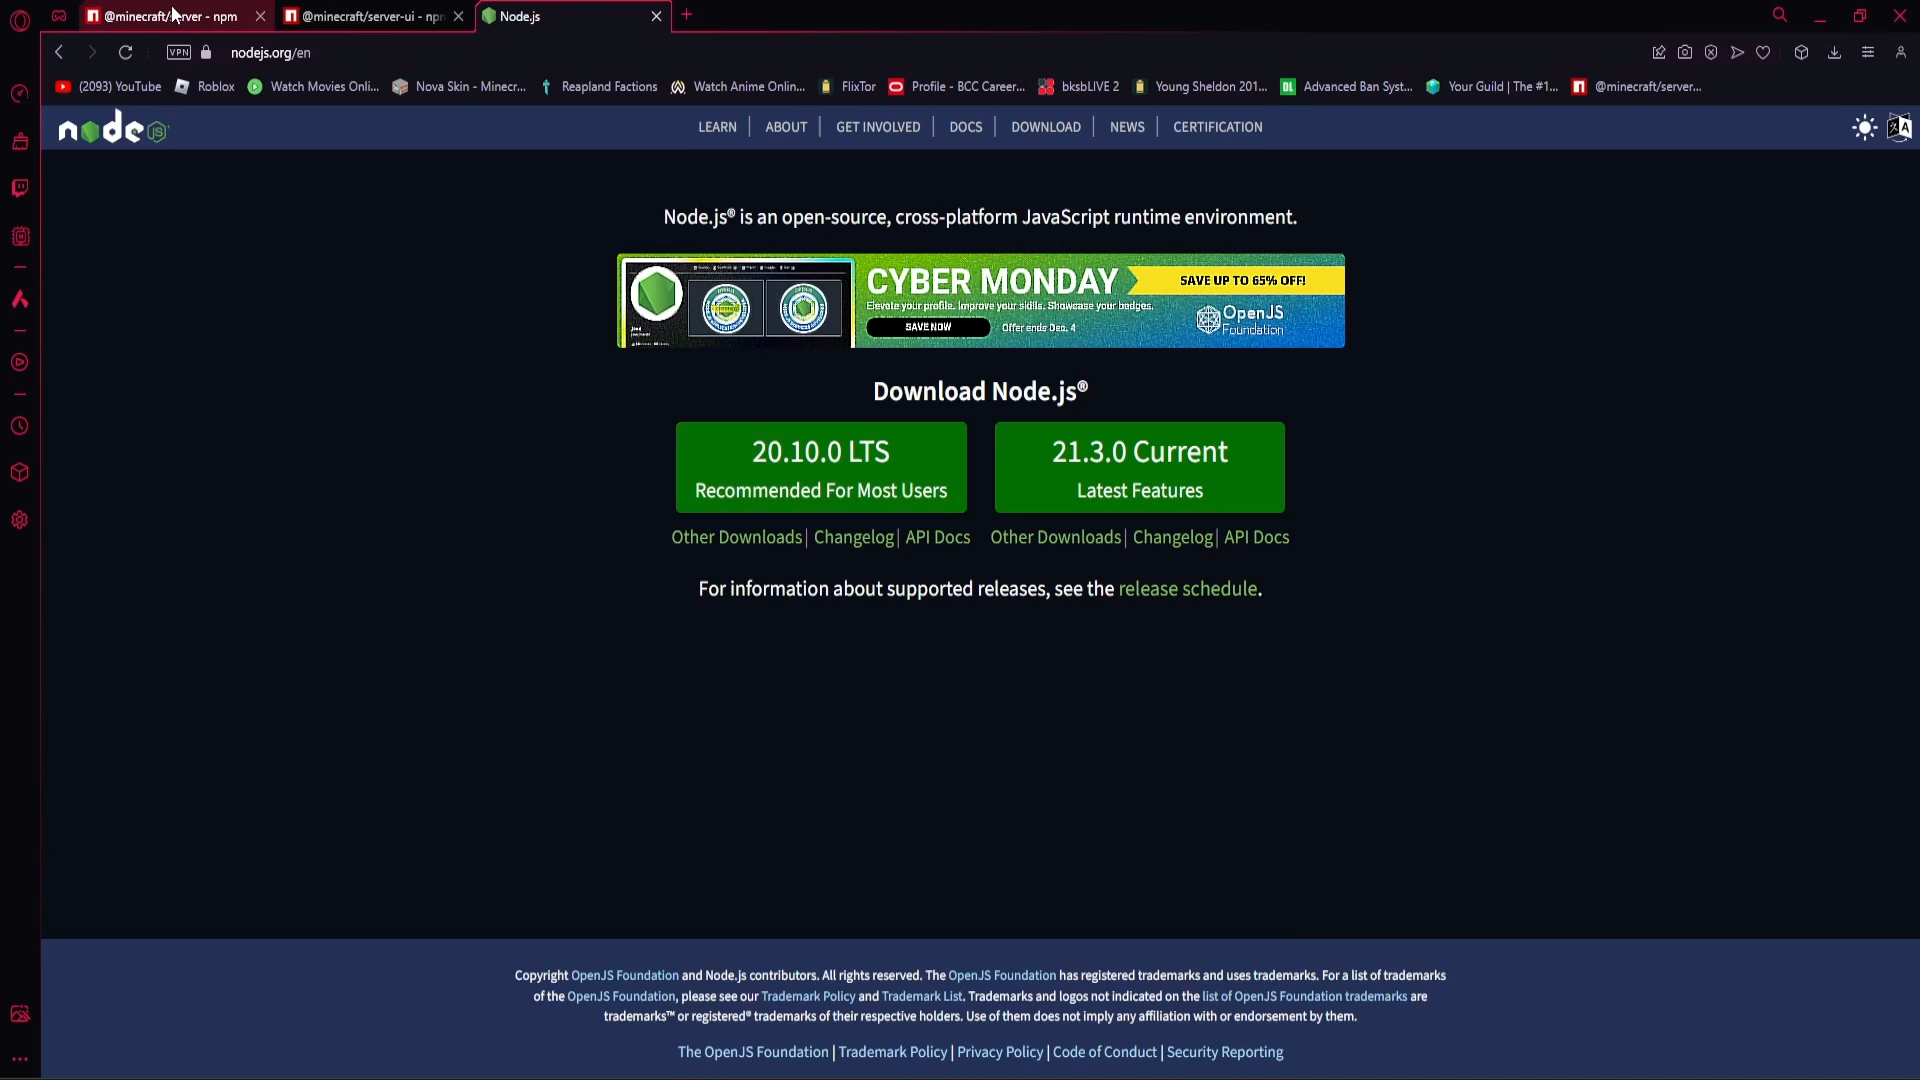 @minecraft/server - npm
@minecraft/server-ui - npn
Node.js
VPN
nodejs.org/en
(2093) YouTube
Roblox
Watch Movies Onli...
Nova Skin - Minecr...
Reapland Factions
Watch Anime Onlin...
FlixTor
Profile - BCC Career...
bksbLIVE 2
Young Sheldon 201...
Advanced Ban Syst...
Your Guild | The #1...
@minecraft/server...
node
JS
LEARN
ABOUT
GET INVOLVED
DOCS
DOWNLOAD
NEWS
CERTIFICATION
Node.js® is an open-source, cross-platform JavaScript runtime environment.
CYBER MONDAY
SAVE UP TO 65% OFF!
Elevate your profile. Improve your skills. Showcase your badges.
SAVE NOW
Offer ends Dec. 4
OpenJS
Foundation
Download Node.js®
20.10.0 LTS
Recommended For Most Users
21.3.0 Current
Latest Features
Other Downloads | Changelog | API Docs
Other Downloads | Changelog | API Docs
For information about supported releases, see the release schedule.
Copyright OpenJS Foundation and Node.js contributors. All rights reserved. The OpenJS Foundation has registered trademarks and uses trademarks. For a list of trademarks
of the OpenJS Foundation, please see our Trademark Policy and Trademark List. Trademarks and logos not indicated on the list of OpenJS Foundation trademarks are
trademarks™ or registered® trademarks of their respective holders. Use of them does not imply any affiliation with or endorsement by them.
The OpenJS Foundation | Trademark Policy | Privacy Policy | Code of Conduct | Security Reporting